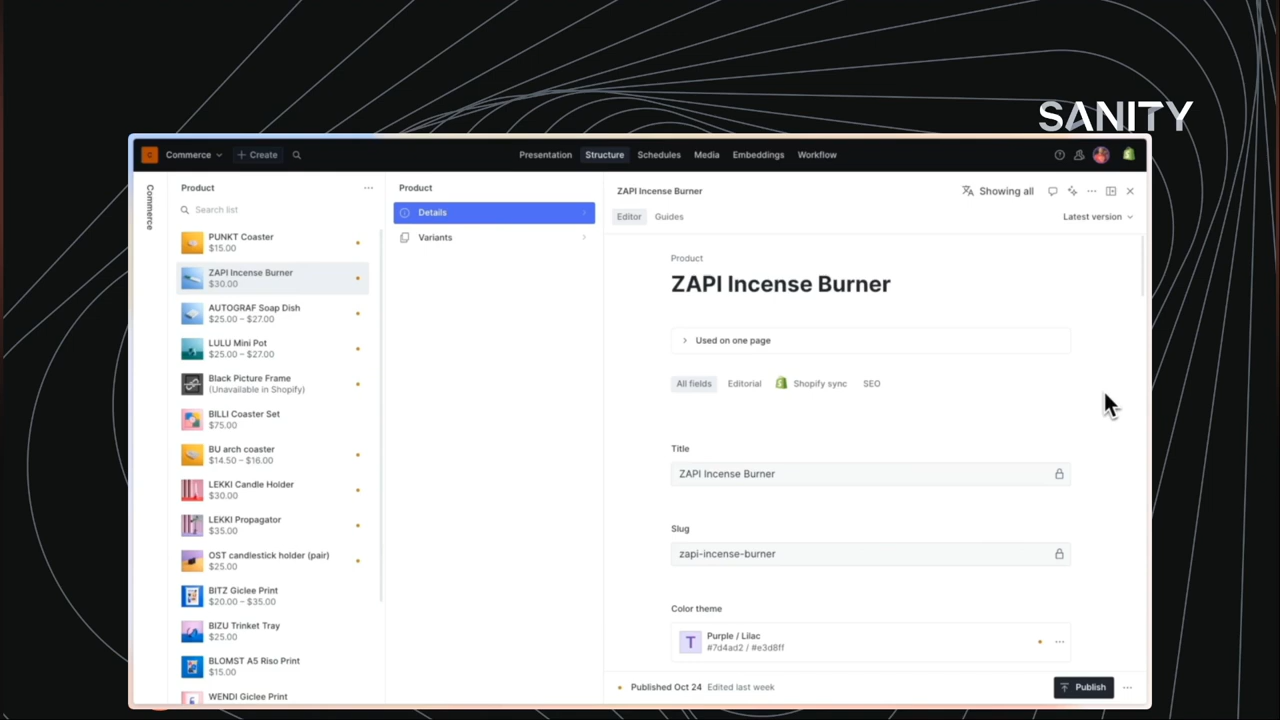 SANITY
Commerce
Create
Presentation
Structure
Schedules
Media
Embeddings
Workflow
Commerce
Product
Search list
PUNKT Coaster
$15.00
ZAPI Incense Burner
$30.00
AUTOGRAF Soap Dish
$25.00 – $27.00
LULU Mini Pot
$25.00 – $27.00
Black Picture Frame
(Unavailable in Shopify)
BILLI Coaster Set
$75.00
BU arch coaster
$14.50 – $16.00
LEKKI Candle Holder
$30.00
LEKKI Propagator
$35.00
OST candlestick holder (pair)
$25.00
BITZ Giclee Print
$20.00 – $35.00
BIZU Trinket Tray
$25.00
BLOMST A5 Riso Print
$15.00
WENDI Giclee Print
Product
Details
Variants
ZAPI Incense Burner
Showing all
Editor
Guides
Latest version
Product
ZAPI Incense Burner
Used on one page
All fields
Editorial
Shopify sync
SEO
Title
ZAPI Incense Burner
Slug
zapi-incense-burner
Color theme
T
Purple / Lilac
#7d4ad2 / #e3d8ff
Published Oct 24
Edited last week
Publish